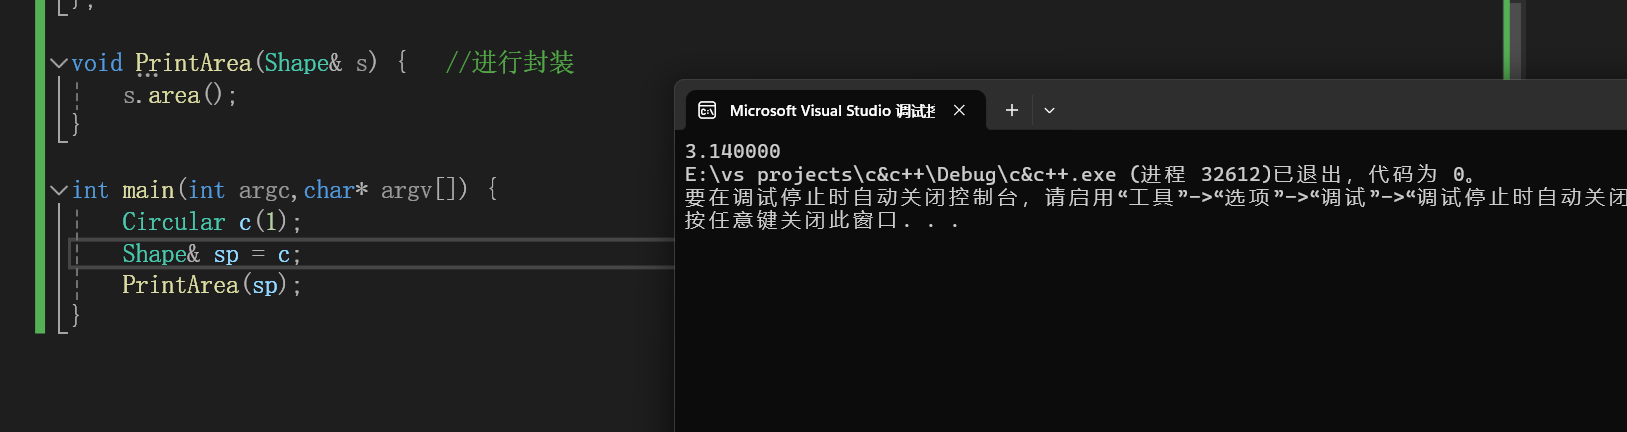 };
void PrintArea(Shape& s) {   //进行封装
s.area();
}
int main(int argc,char* argv[]) {
Circular c(1);
Shape& sp = c;
PrintArea(sp);
}
Microsoft Visual Studio 调试
3.140000
E:\vs projects\c&c++\Debug\c&c++.exe (进程 32612)已退出，代码为 0。
要在调试停止时自动关闭控制台，请启用“工具”->“选项”->“调试”->“调试停止时自动关闭
按任意键关闭此窗口. . .